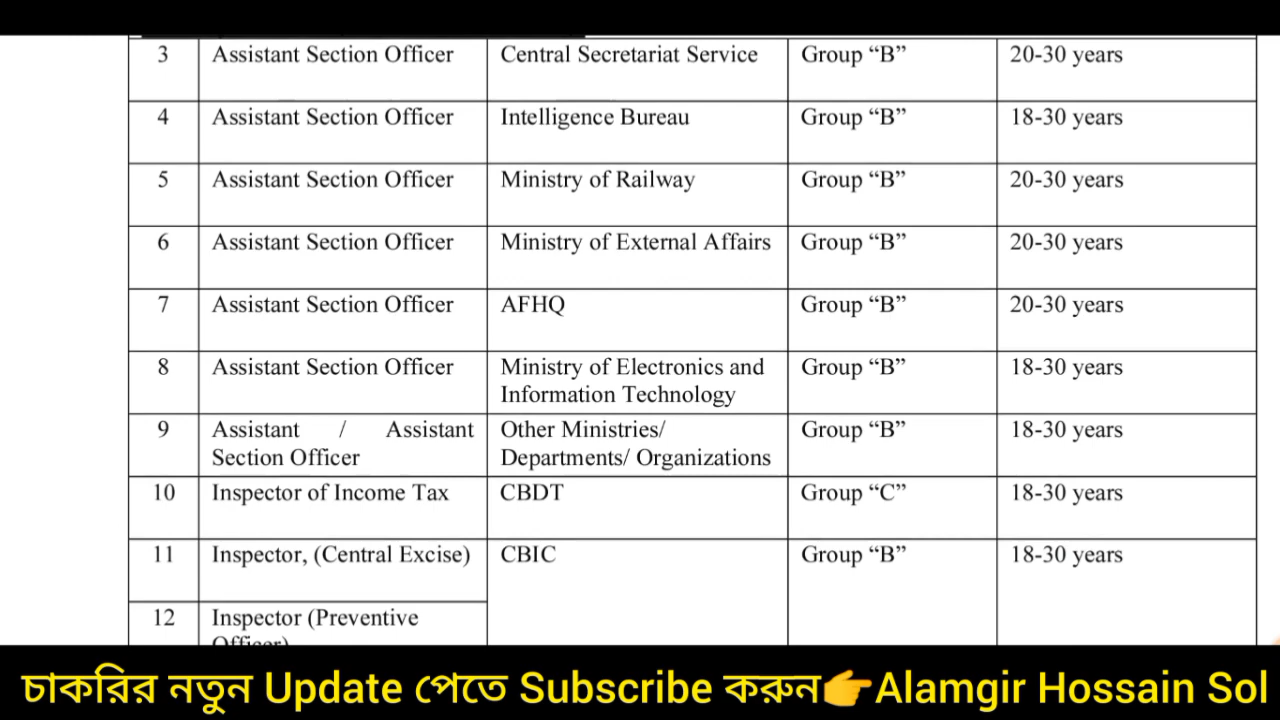 3 Assistant Section Officer Central Secretariat Service Group “B” 20-30 years
4 Assistant Section Officer Intelligence Bureau Group “B” 18-30 years
5 Assistant Section Officer Ministry of Railway Group “B” 20-30 years
6 Assistant Section Officer Ministry of External Affairs Group “B” 20-30 years
7 Assistant Section Officer AFHQ Group “B” 20-30 years
8 Assistant Section Officer Ministry of Electronics and Group “B” 18-30 years
Information Technology
9 Assistant / Assistant Other Ministries/ Group “B” 18-30 years
Section Officer Departments/ Organizations
10 Inspector of Income Tax CBDT Group “C” 18-30 years
11 Inspector, (Central Excise) CBIC Group “B” 18-30 years
12 Inspector (Preventive
Officer)
চাকরির নতুন Update পেতে Subscribe করুন👉Alamgir Hossain Sol